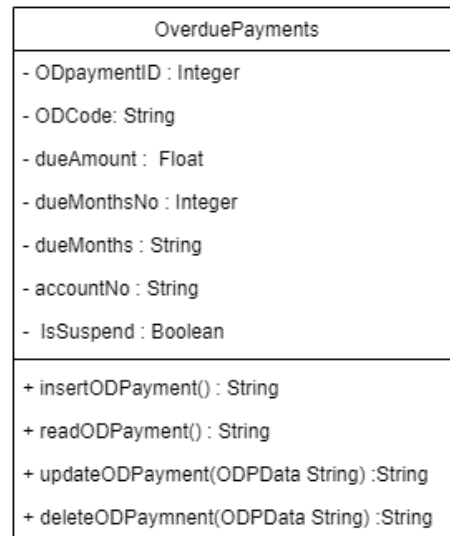 OverduePayments
- ODpaymentID : Integer
- ODCode: String
- dueAmount : Float
- dueMonthsNo : Integer
- dueMonths : String
- accountNo : String
- IsSuspend : Boolean
+ insertODPayment() : String
+ readODPayment() : String
+ updateODPayment(ODPData String) :String
+ deleteODPaymnent(ODPData String) :String